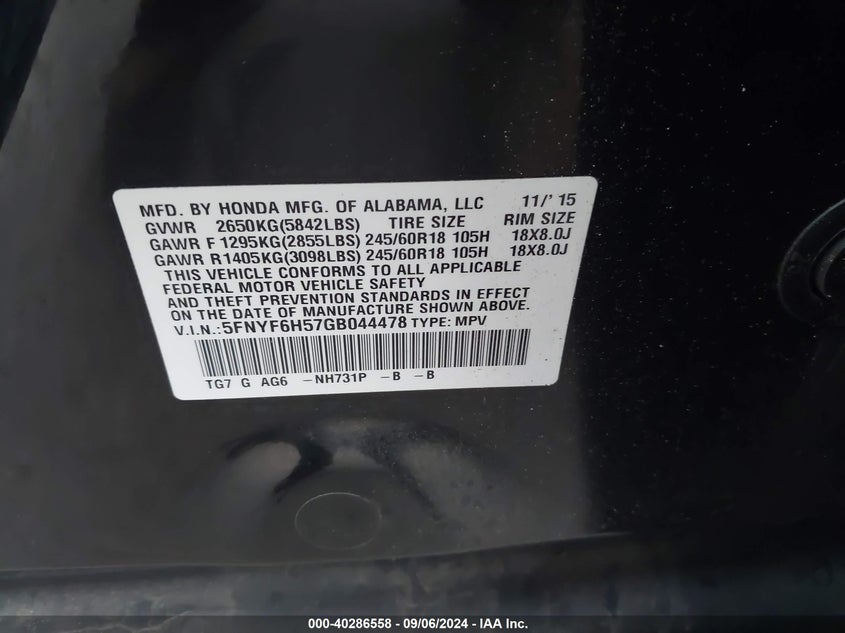 MFD. BY HONDA MFG. OF ALABAMA, LLC 11/'15
GVWR 2650KG(5842LBS) TIRE SIZE RIM SIZE
GAWR F 1295KG(2855LBS) 245/60R18 105H 18X8.0J
GAWR R1405KG(3098LBS) 245/60R18 105H 18X8.0J
THIS VEHICLE CONFORMS TO ALL APPLICABLE
FEDERAL MOTOR VEHICLE SAFETY
AND THEFT PREVENTION STANDARDS IN EFFECT
ON THE DATE OF MANUFACTURE SHOWN ABOVE.
V.I.N.:5FNYF6H57GB044478 TYPE: MPV
TG7 G AG6 -NH731P -B -B
000-40286558 - 09/06/2024 - IAA Inc.